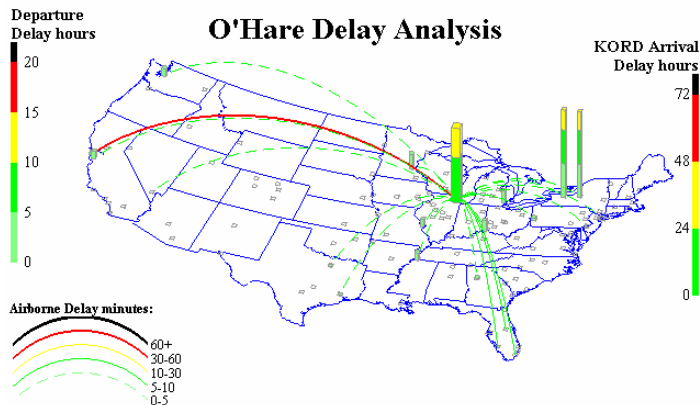 O'Hare Delay Analysis
Departure
Delay hours
20
15
10
5
0
KORD Arrival
Delay hours
72
48
24
0
Airborne Delay minutes:
60+
30-60
10-30
5-10
0-5